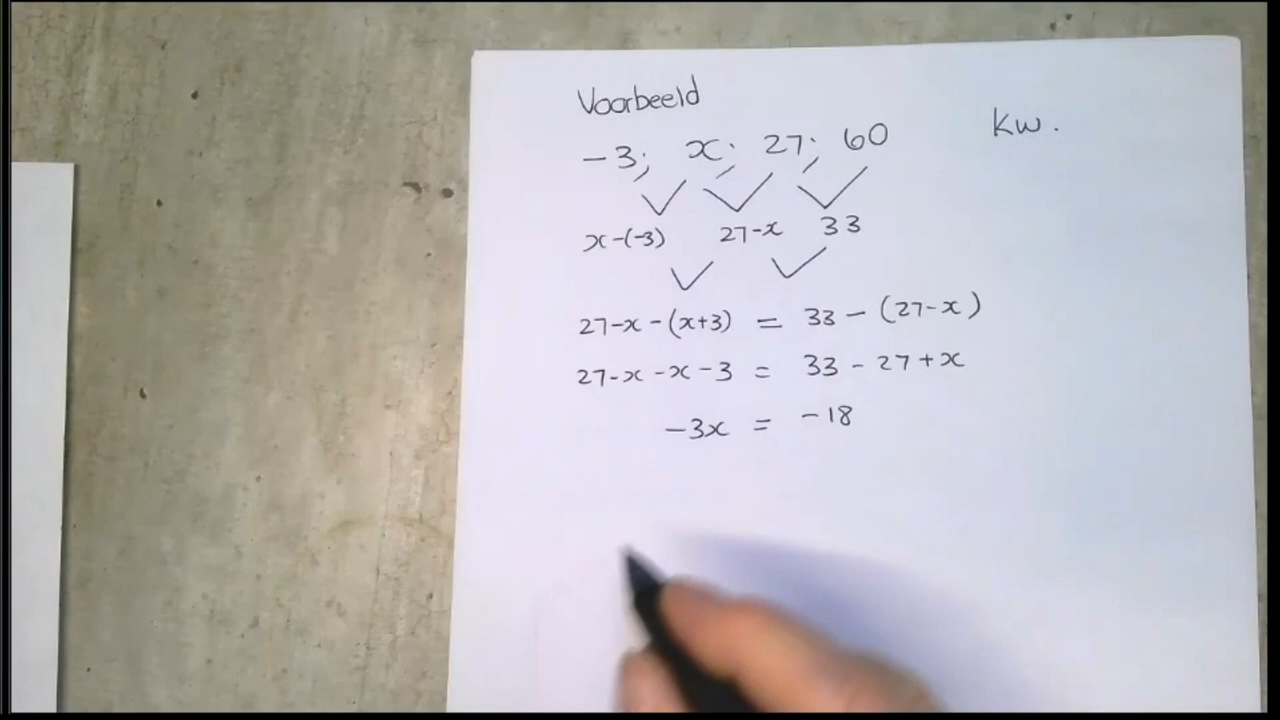 Voorbeeld
-3; x; 27; 60 kw.
x-(-3) 27-x 33
27-x-(x+3) = 33-(27-x)
27-x-x-3 = 33-27+x
-3x = -18